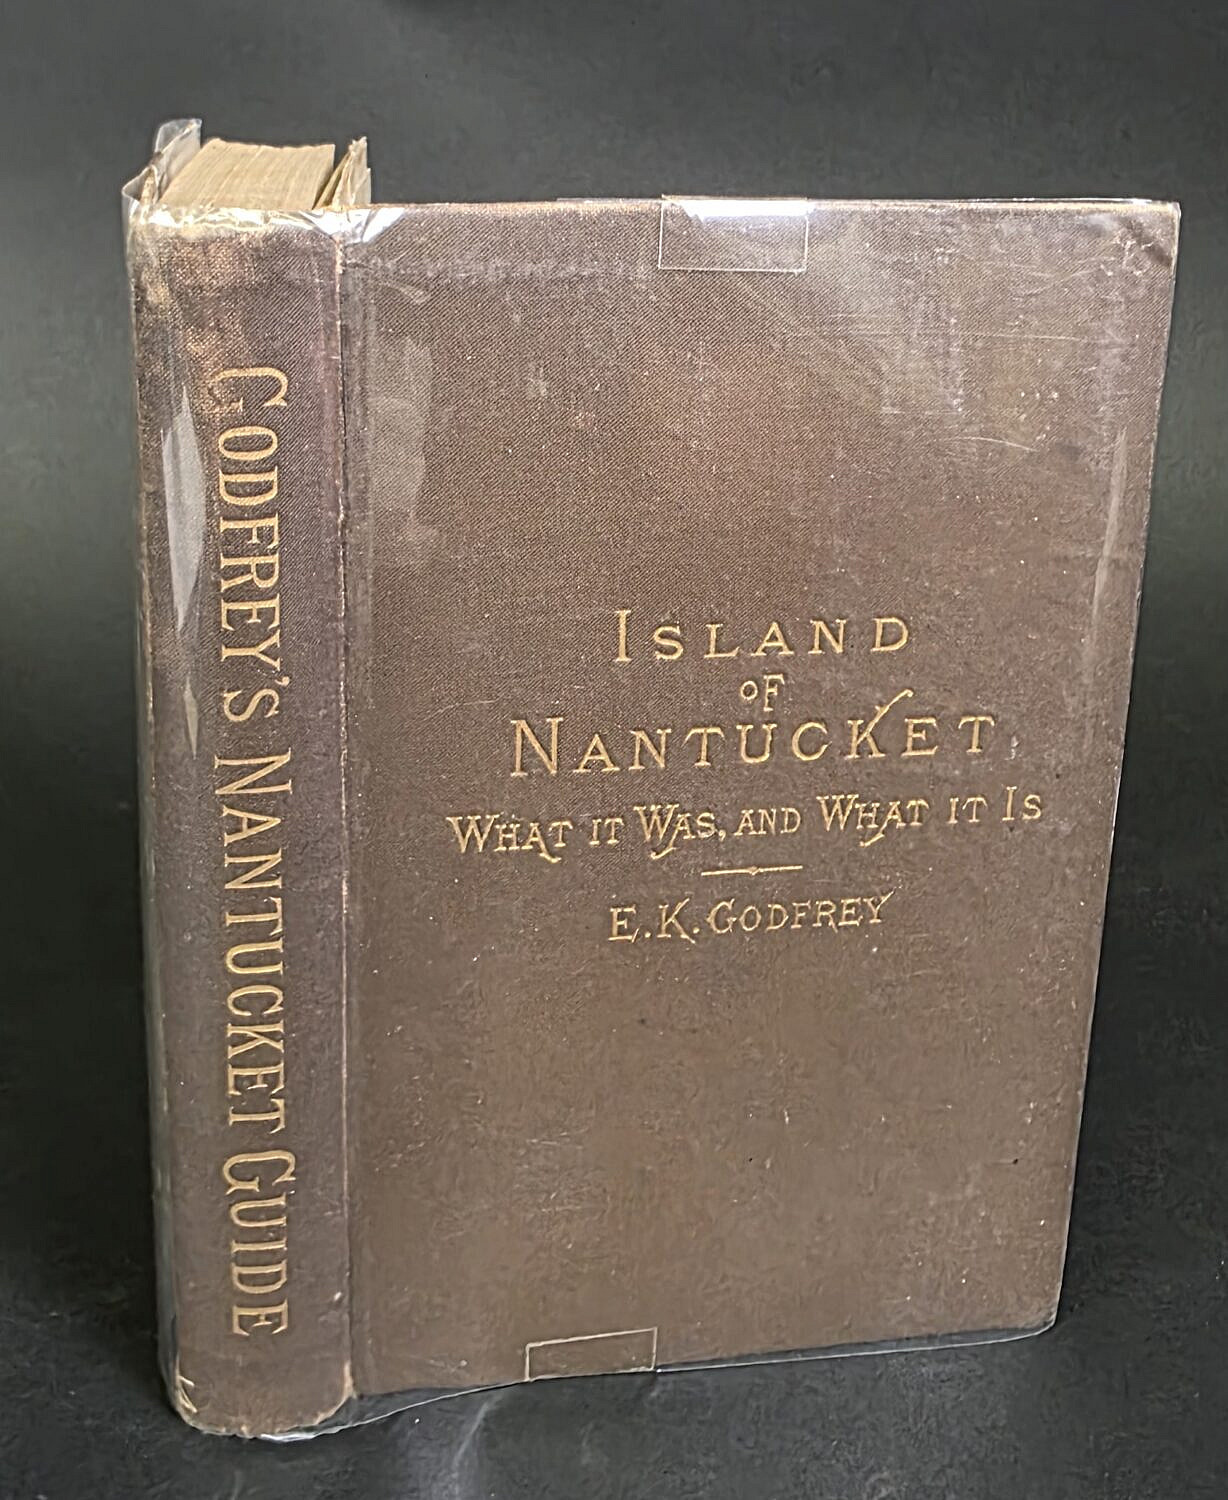 GODFREY'S NANTUCKET GUIDE
ISLAND
OF
NANTUCKET
WHAT IT WAS, AND WHAT IT IS
E. K. GODFREY